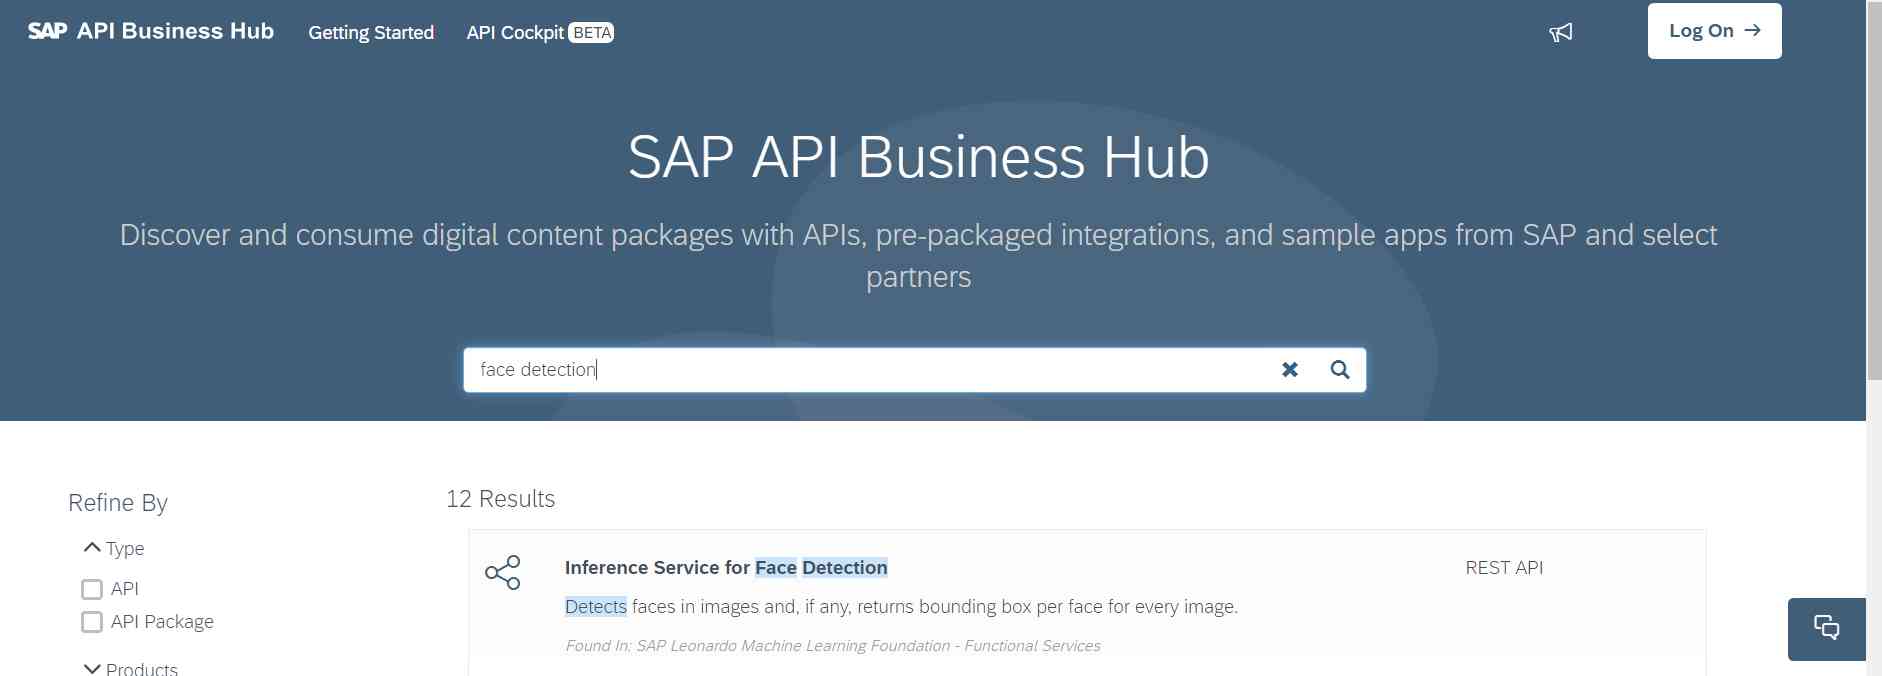 SAP API Business Hub Getting Started API Cockpit BETA Log On →
SAP API Business Hub
Discover and consume digital content packages with APIs, pre-packaged integrations, and sample apps from SAP and select
partners
face detection
Refine By
Type
API
API Package
Products
12 Results
Inference Service for Face Detection REST API
Detects faces in images and, if any, returns bounding box per face for every image.
Found In: SAP Leonardo Machine Learning Foundation - Functional Services